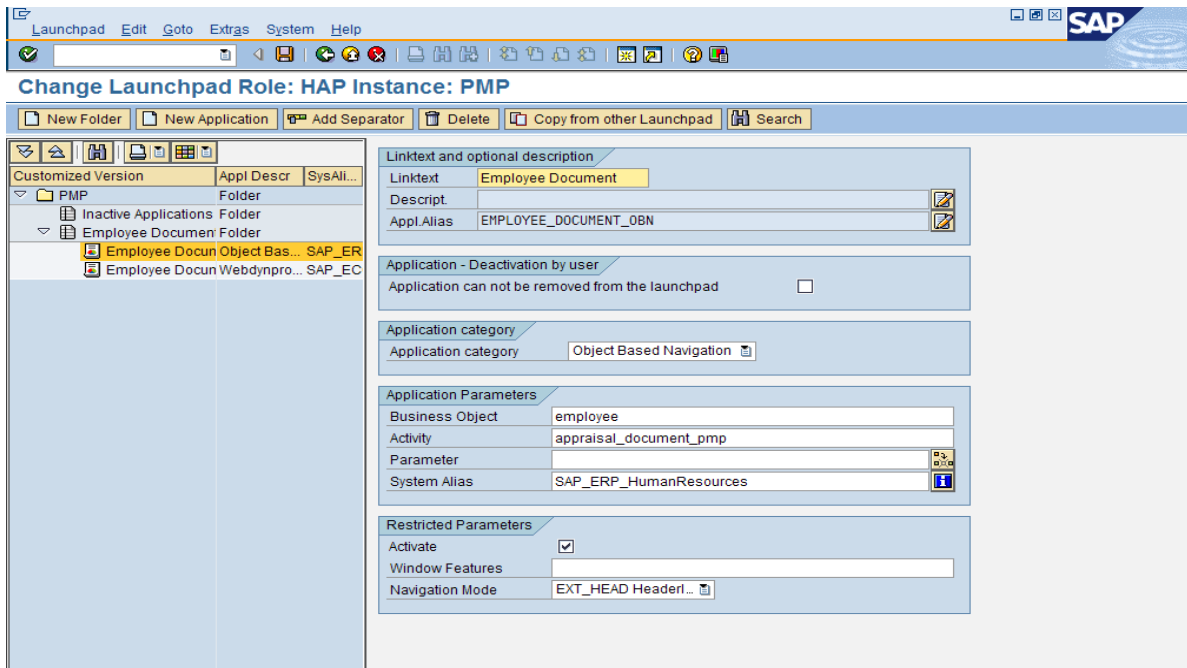 Launchpad Edit Goto Extras System Help
SAP
Change Launchpad Role: HAP Instance: PMP
New Folder New Application Add Separator Delete Copy from other Launchpad Search
Customized Version Appl Descr SysAli...
PMP Folder
Inactive Applications Folder
Employee Document Folder
Employee Docun Object Bas... SAP_ER
Employee Docun Webdynpro... SAP_EC
Linktext and optional description
Linktext Employee Document
Descript.
Appl.Alias EMPLOYEE_DOCUMENT_OBN
Application - Deactivation by user
Application can not be removed from the launchpad
Application category
Application category Object Based Navigation
Application Parameters
Business Object employee
Activity appraisal_document_pmp
Parameter
System Alias SAP_ERP_HumanResources
Restricted Parameters
Activate
Window Features
Navigation Mode EXT_HEAD Headerl...